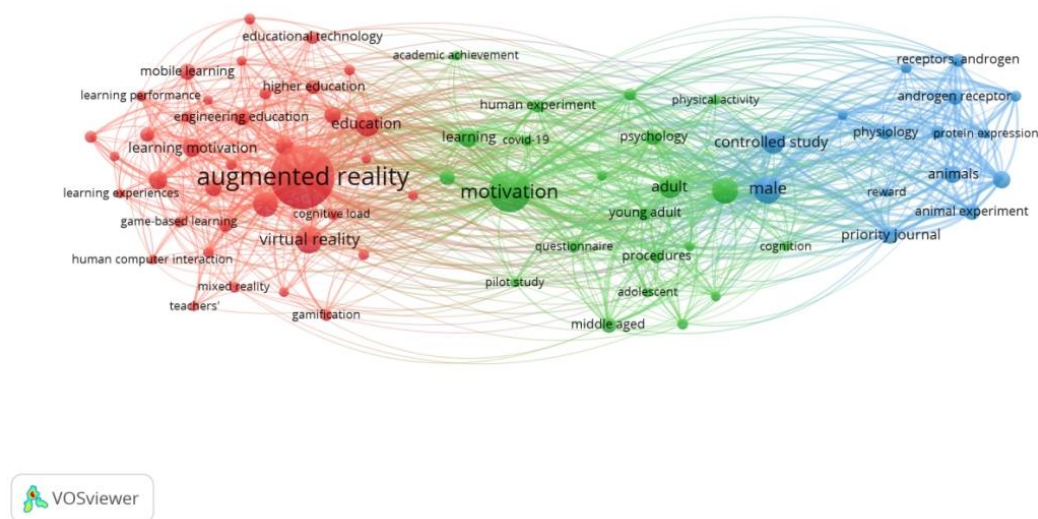 educational technology
academic achievement
receptors, androgen
mobile learning
higher education
learning performance
human experiment
physical activity
androgen receptor
engineering education
education
learning
covid-19
psychology
controlled study
physiology
protein expression
learning motivation
augmented reality
motivation
adult
male
animals
learning experiences
reward
cognitive load
young adult
game-based learning
animal experiment
virtual reality
priority journal
questionnaire
procedures
cognition
human computer interaction
pilot study
mixed reality
adolescent
teachers'
gamification
middle aged
VOSviewer